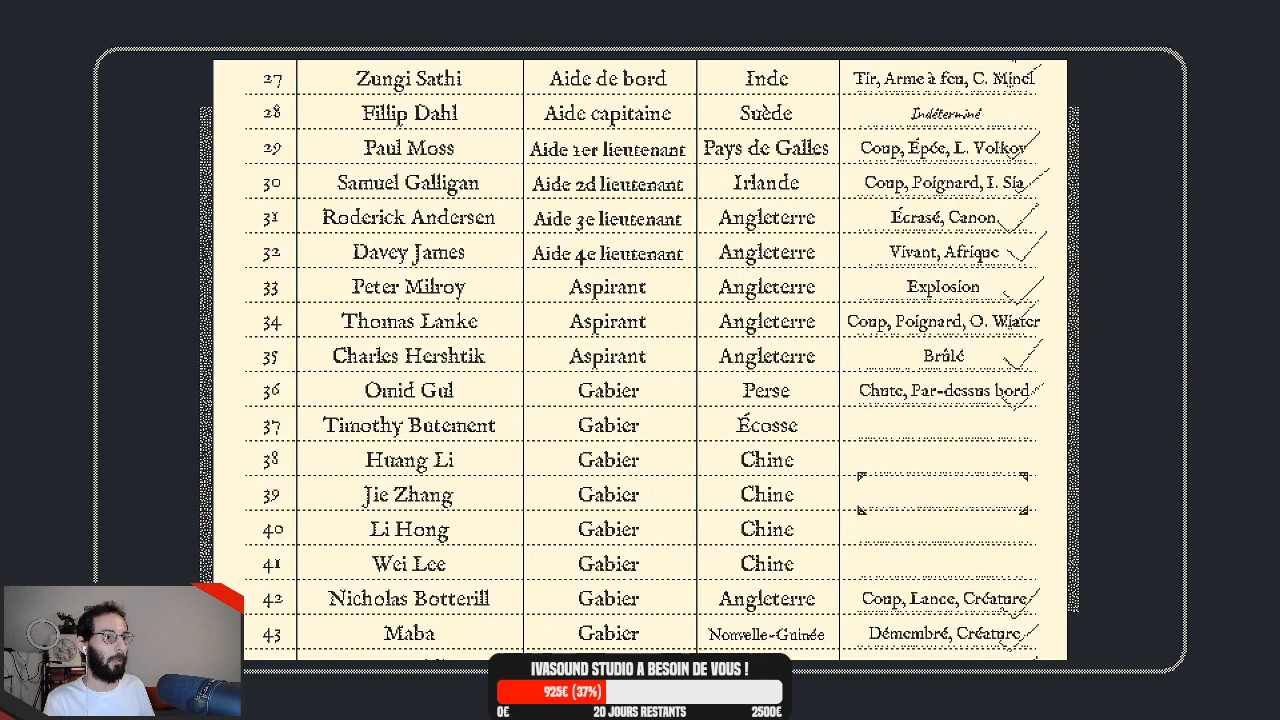 27 Zungi Sathi Aide de bord Inde Tir, Arme à feu, C. Miner
28 Fillip Dahl Aide capitaine Suède Indéterminé
29 Paul Moss Aide 1er lieutenant Pays de Galles Coup, Épée, L. Volkov
30 Samuel Galligan Aide 2d lieutenant Irlande Coup, Poignard, I. Sia
31 Roderick Andersen Aide 3e lieutenant Angleterre Écrasé, Canon
32 Davey James Aide 4e lieutenant Angleterre Vivant, Afrique
33 Peter Milroy Aspirant Angleterre Explosion
34 Thomas Lanke Aspirant Angleterre Coup, Poignard, O. Wiater
35 Charles Hershtik Aspirant Angleterre Brûlé
36 Omid Gul Gabier Perse Chute, Par-dessus bord
37 Timothy Butement Gabier Écosse
38 Huang Li Gabier Chine
39 Jie Zhang Gabier Chine
40 Li Hong Gabier Chine
41 Wei Lee Gabier Chine
42 Nicholas Botterill Gabier Angleterre Coup, Lance, Créature
43 Maba Gabier Nouvelle-Guinée Démembré, Créature
IVASOUND STUDIO A BESOIN DE VOUS !
925€ (37%)
0€ 20 JOURS RESTANTS 2500€